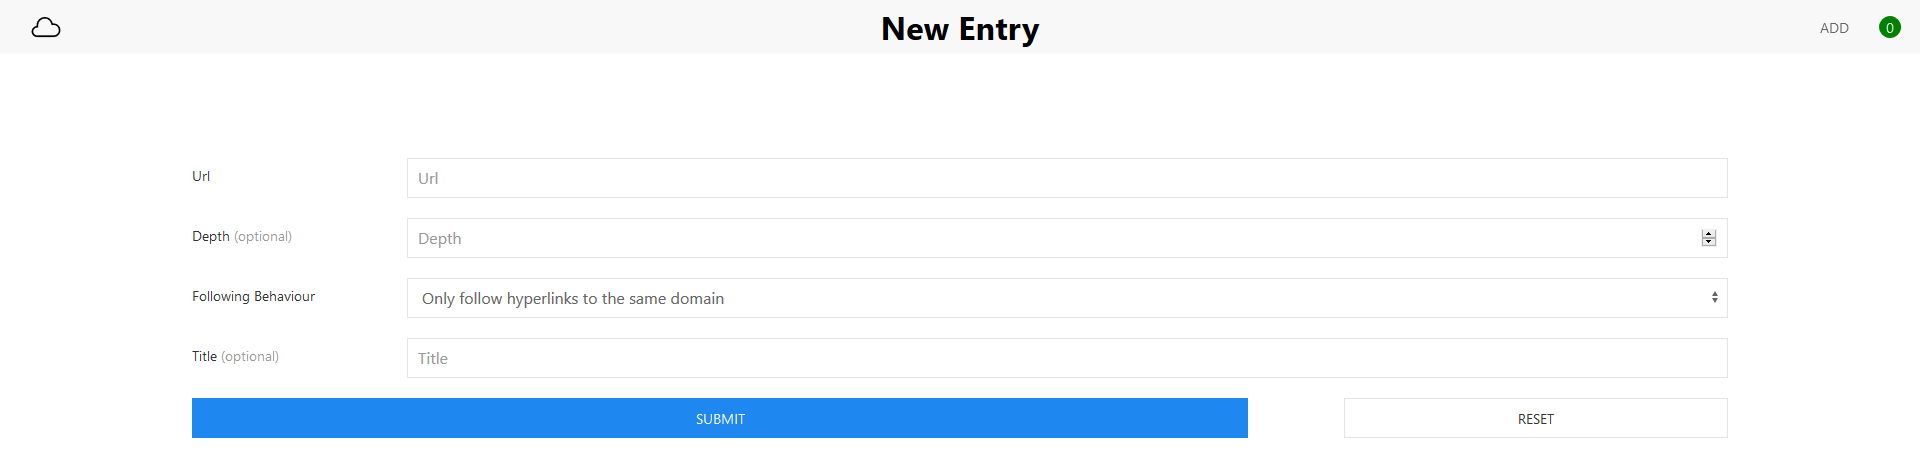 New Entry
ADD
0
Url
Url
Depth (optional)
Depth
Following Behaviour
Only follow hyperlinks to the same domain
Title (optional)
Title
SUBMIT
RESET